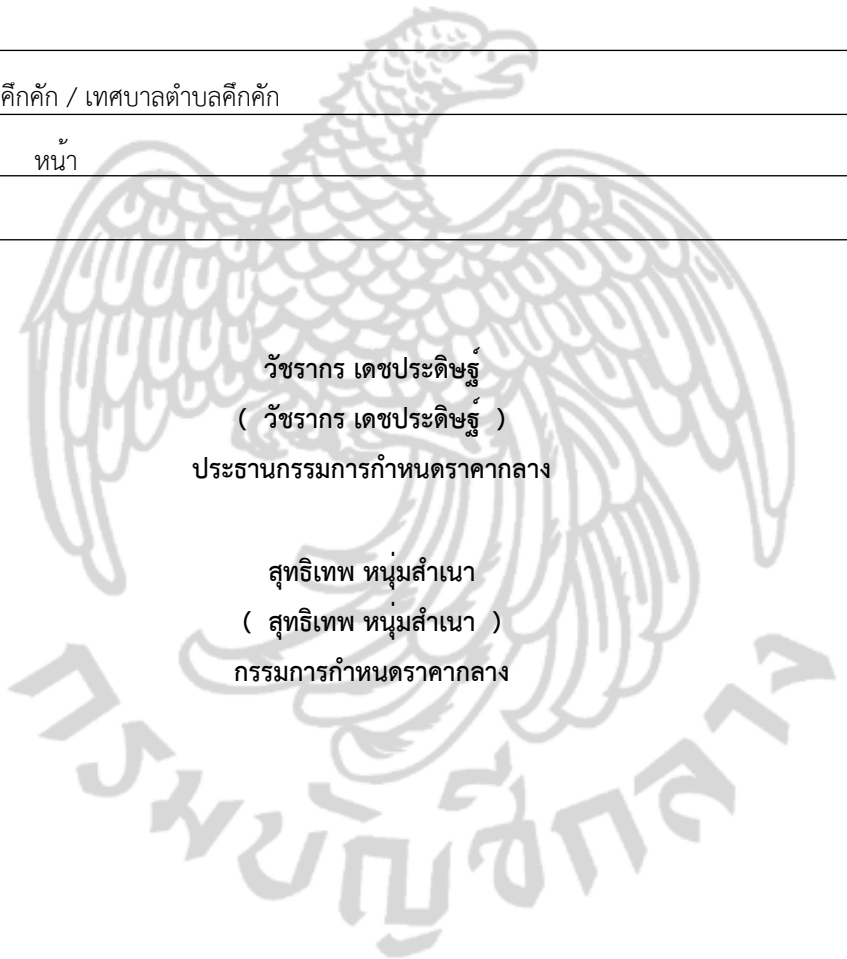 คึกคัก / เทศบาลตำบลคึกคัก
หน้า
วัชรากร เดชประดิษฐ์
( วัชรากร เดชประดิษฐ์ )
ประธานกรรมการกำหนดราคากลาง
สุทธิเทพ หนุ่มสำเนา
( สุทธิเทพ หนุ่มสำเนา )
กรรมการกำหนดราคากลาง
กรมบัญชีกลาง